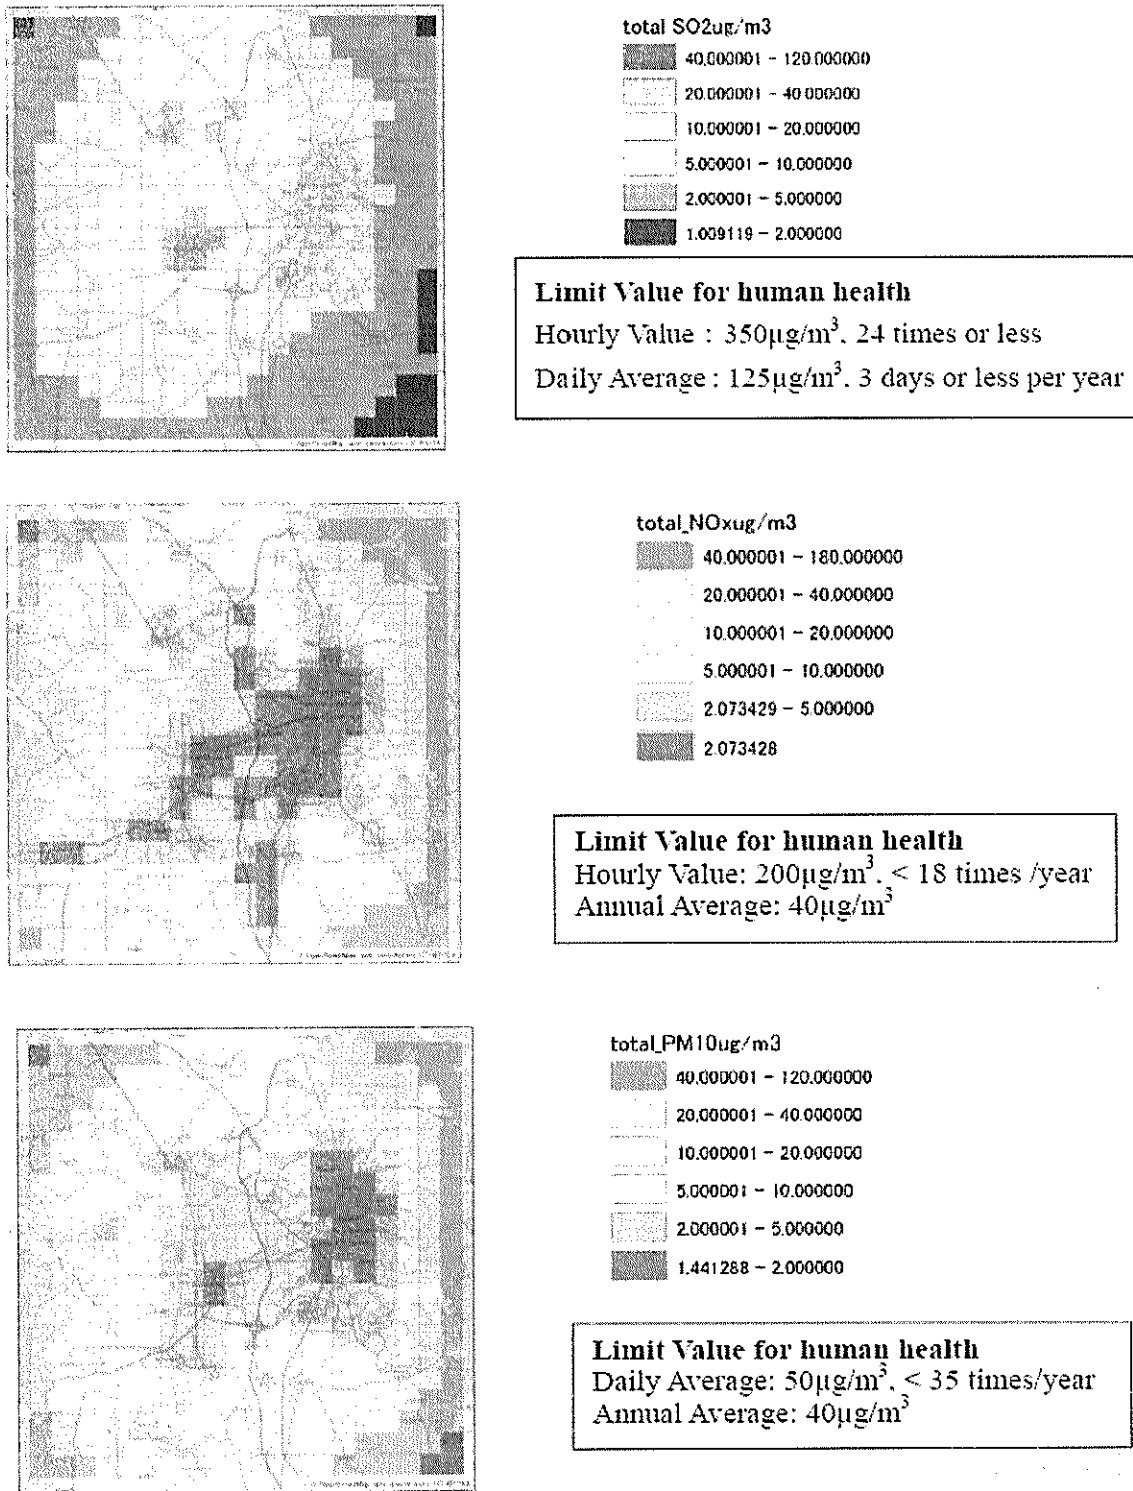 total SO2ug/m3
40.000001 - 120.000000
20.000001 - 40.000000
10.000001 - 20.000000
5.000001 - 10.000000
2.000001 - 5.000000
1.009119 - 2.000000
Limit Value for human health
Hourly Value : 350μg/m³. 24 times or less
Daily Average : 125μg/m³. 3 days or less per year
total_NOxug/m3
40.000001 - 180.000000
20.000001 - 40.000000
10.000001 - 20.000000
5.000001 - 10.000000
2.073429 - 5.000000
2.073428
Limit Value for human health
Hourly Value: 200μg/m³. < 18 times /year
Annual Average: 40μg/m³
total_PM10ug/m3
40.000001 - 120.000000
20.000001 - 40.000000
10.000001 - 20.000000
5.000001 - 10.000000
2.000001 - 5.000000
1.441288 - 2.000000
Limit Value for human health
Daily Average: 50μg/m³. < 35 times/year
Annual Average: 40μg/m³